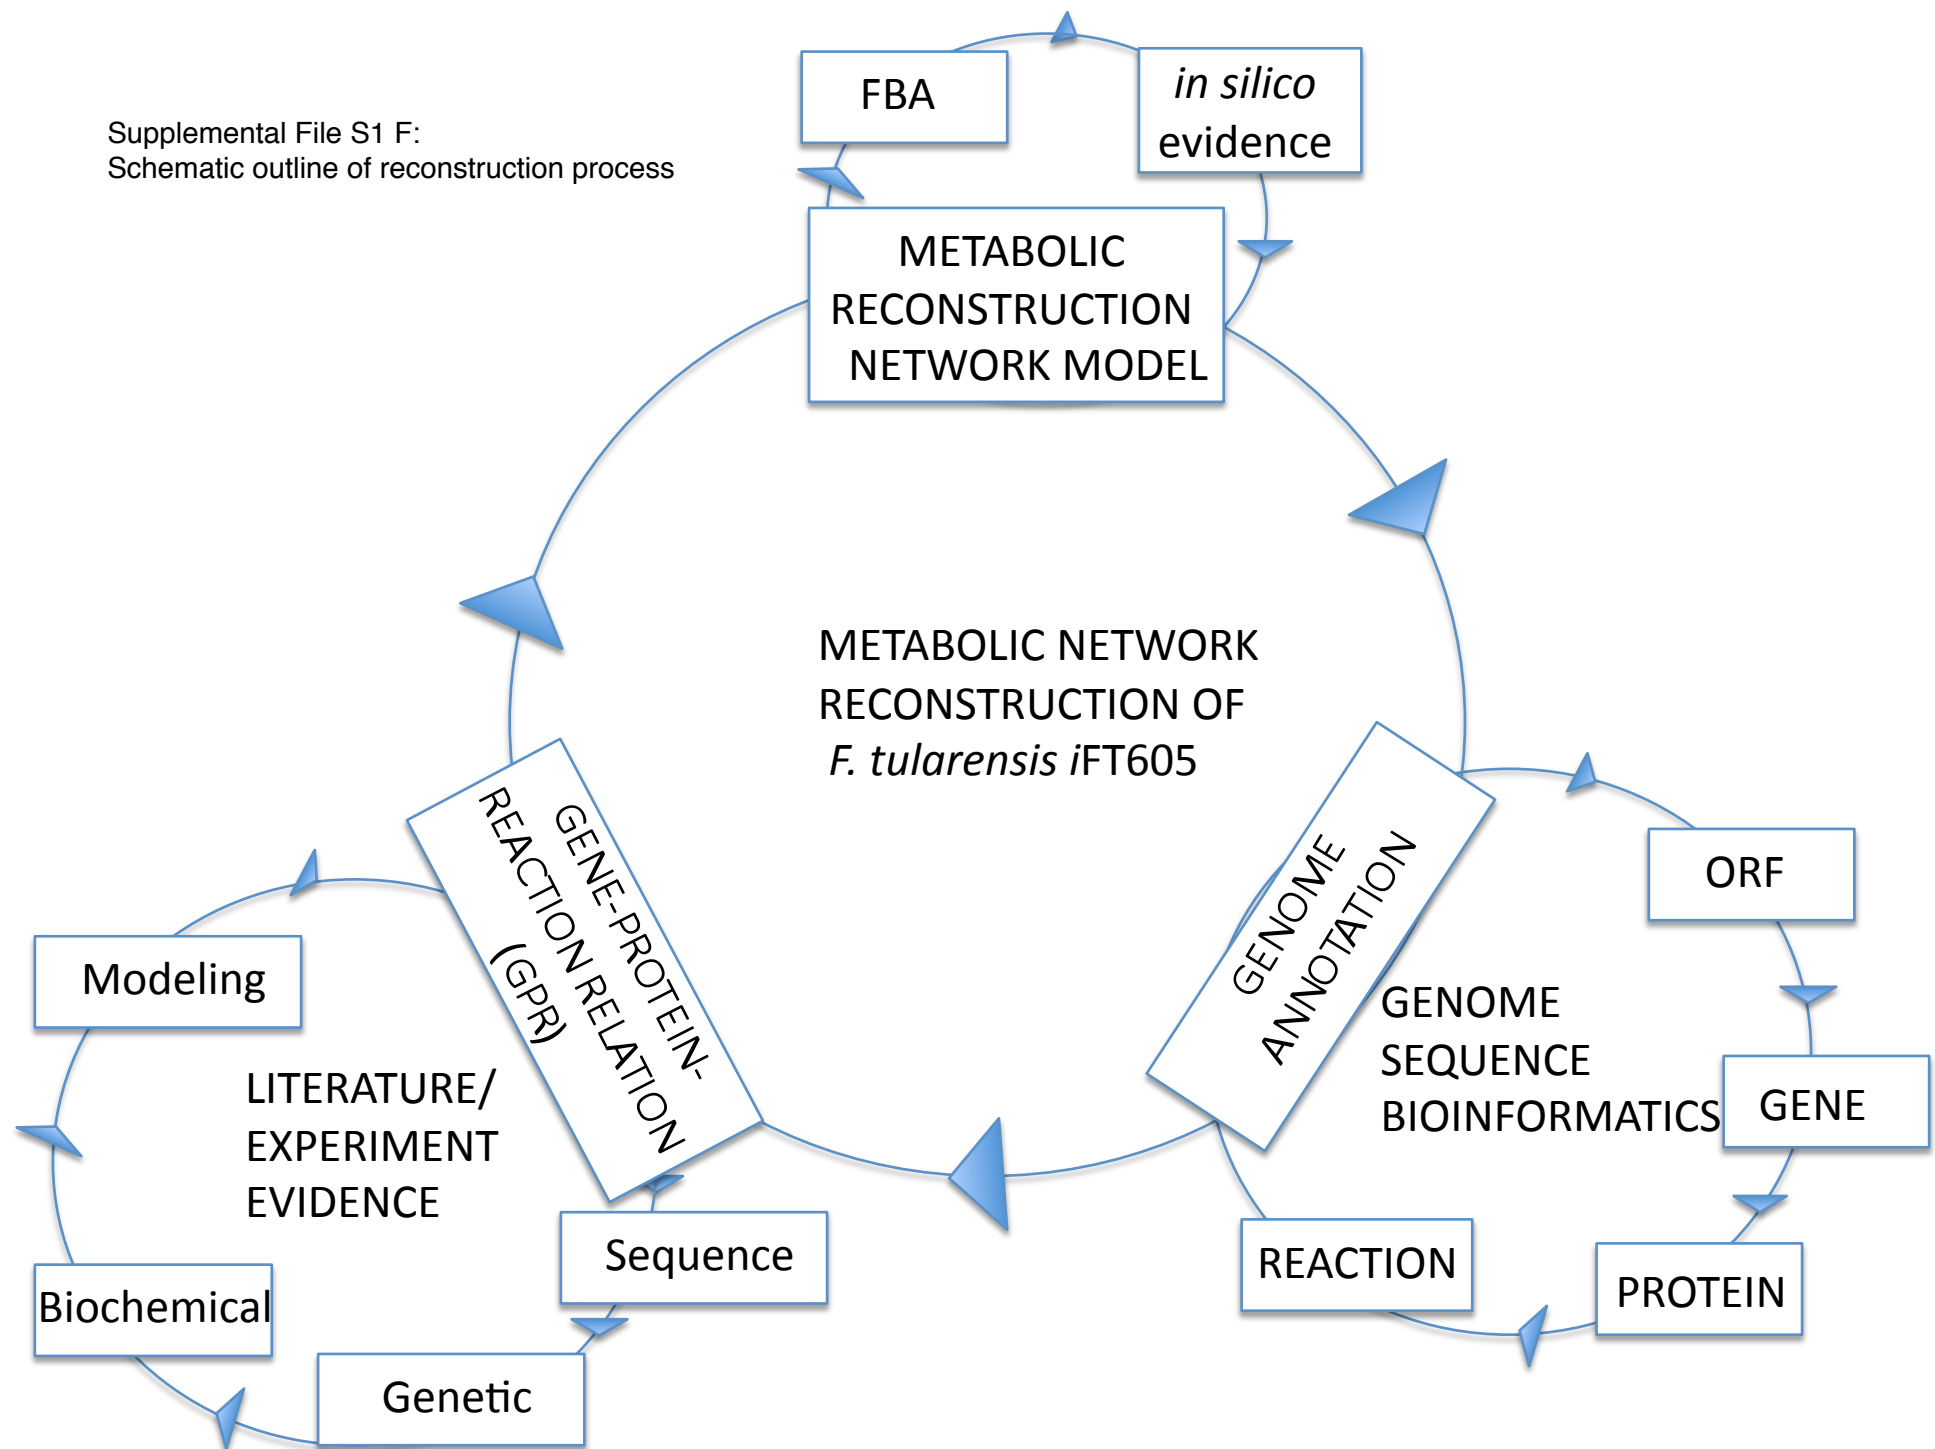 Supplemental File S1 F:
Schematic outline of reconstruction process
FBA
in silico
evidence
METABOLIC
RECONSTRUCTION
NETWORK MODEL
METABOLIC NETWORK
RECONSTRUCTION OF
F. tularensis iFT605
GENE-PROTEIN-
REACTION RELATION
(GPR)
GENOME
ANNOTATION
ORF
GENOME
SEQUENCE
BIOINFORMATICS
GENE
PROTEIN
REACTION
Modeling
LITERATURE/
EXPERIMENT
EVIDENCE
Sequence
Biochemical
Genetic